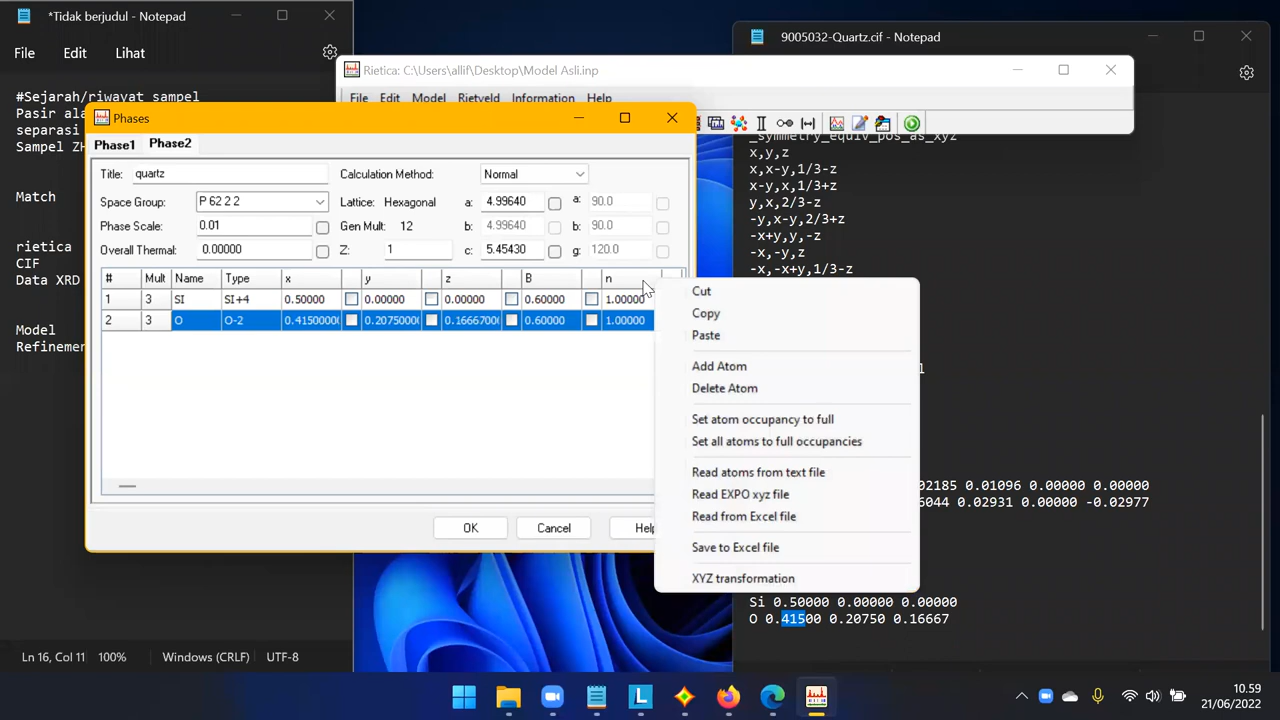 *Tidak berjudul - Notepad
File Edit Lihat
#Sejarah/riwayat sampel
Pasir ala
separasi
Sampel ZH
Match
rietica
CIF
Data XRD
Model
Refinemen
Ln 16, Col 11 100% Windows (CRLF) UTF-8
9005032-Quartz.cif - Notepad
Rietica: C:\Users\allif\Desktop\Model Asli.inp
File Edit Model Rietveld Information Help
_symmetry_equiv_pos_as_xyz
x,y,z
x,x-y,1/3-z
x-y,x,1/3+z
y,x,2/3-z
-y,x-y,2/3+z
-x+y,y,-z
-x,-y,z
-x,-x+y,1/3-z
02185 0.01096 0.00000 0.00000
6044 0.02931 0.00000 -0.02977
Si 0.50000 0.00000 0.00000
O 0.41500 0.20750 0.16667
Phases
Phase1 Phase2
Title: quartz Calculation Method: Normal
Space Group: P 62 2 2 Lattice: Hexagonal a: 4.99640 a: 90.0
Phase Scale: 0.01 Gen Mult: 12 b: 4.99640 b: 90.0
Overall Thermal: 0.00000 Z: 1 c: 5.45430 g: 120.0
# Mult Name Type x y z B n
1 3 SI SI+4 0.50000 0.00000 0.00000 0.60000 1.00000
2 3 O O-2 0.4150000 0.2075000 0.1666700 0.60000 1.00000
OK Cancel Help
Cut
Copy
Paste
Add Atom
Delete Atom
Set atom occupancy to full
Set all atoms to full occupancies
Read atoms from text file
Read EXPO xyz file
Read from Excel file
Save to Excel file
XYZ transformation
10.59
21/06/2022